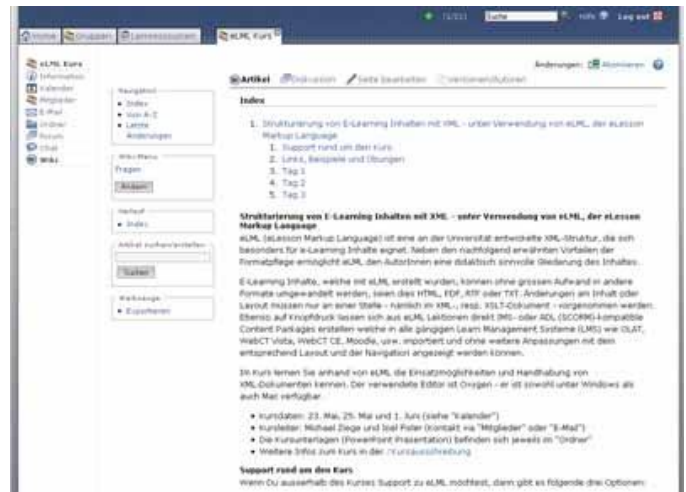 Suche Hilfe Log out
Home Gruppen eLML Kurs
eLML Kurs
Information
Kalender
Mitglieder
E-Mail
Ordner
Forum
Chat
Wiki
Änderungen: Abonnieren
Artikel Diskussion Seite bearbeiten Versionen/Autoren
Navigation
Index
Von A-Z
Letzte
Änderungen
Wiki-Menu
Fragen
Ändern
Verlauf
Index
Artikel suchen/erstellen
Suchen
Werkzeuge
Exportieren
Index
1. Strukturierung von E-Learning Inhalten mit XML - unter Verwendung von eLML, der eLesson
Markup Language
1. Support rund um den Kurs
2. Links, Beispiele und Übungen
3. Tag 1
4. Tag 2
5. Tag 3
Strukturierung von E-Learning Inhalten mit XML - unter Verwendung von eLML, der eLesson
Markup Language
eLML (eLesson Markup Language) ist eine an der Universität entwickelte XML-Struktur, die sich
besonders für e-Learning Inhalte eignet. Neben den nachfolgend erwähnten Vorteilen der
Formatpflege ermöglicht eLML den AutorInnen eine didaktisch sinnvolle Gliederung des Inhaltes.
E-Learning Inhalte, welche mit eLML erstellt wurden, können ohne grossen Aufwand in andere
Formate umgewandelt werden, seien dies HTML, PDF, RTF oder TXT. Änderungen am Inhalt oder
Layout müssen nur an einer Stelle - nämlich im XML-, resp. XSLT-Dokument - vorgenommen werden.
Ebenso auf Knopfdruck lassen sich aus eLML Lektionen direkt IMS- oder ADL (SCORM)-kompatible
Content Packages erstellen welche in alle gängigen Learn Management Systeme (LMS) wie OLAT,
WebCT Vista, WebCT CE, Moodle, usw. importiert und ohne weitere Anpassungen mit dem
entsprechend Layout und der Navigation angezeigt werden können.
Im Kurs lernen Sie anhand von eLML die Einsatzmöglichkeiten und Handhabung von
XML-Dokumenten kennen. Der verwendete Editor ist Oxygen - er ist sowohl unter Windows als
auch Mac verfügbar.
Kursdaten: 23. Mai, 25. Mai und 1. Juni (siehe "Kalender")
Kursleiter: Michael Ziege und Joel Fisler (Kontakt via "Mitglieder" oder "E-Mail")
Die Kursunterlagen (PowerPoint Präsentation) befinden sich jeweils im "Ordner"
Weitere Infos zum Kurs in der Kursausschreibung
Support rund um den Kurs
Wenn Du ausserhalb des Kurses Support zu eLML möchtest, dann gibt es folgende drei Optionen: